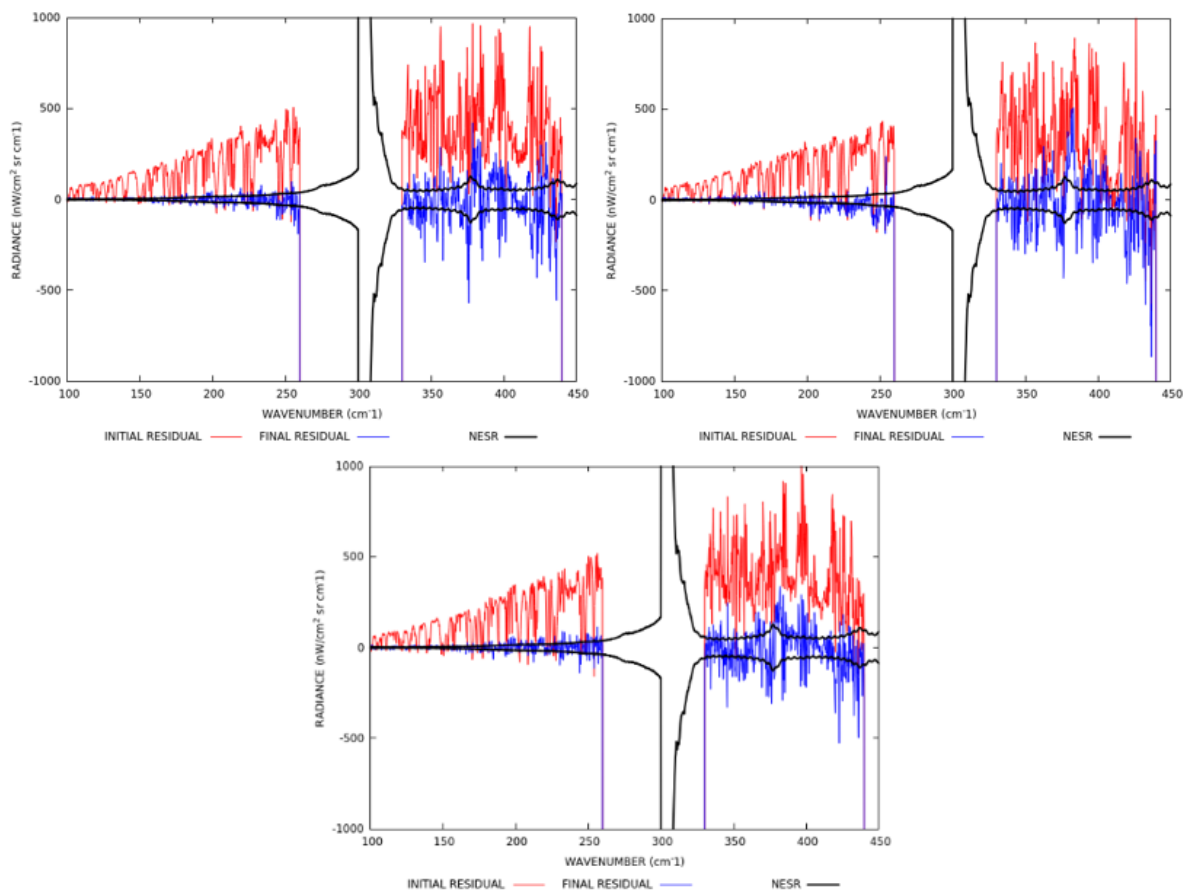 1000
500
0
-500
-1000
RADIANCE (nW/cm² sr cm⁻1)
100 150 200 250 300 350 400 450
WAVENUMBER (cm⁻1)
INITIAL RESIDUAL FINAL RESIDUAL NESR
1000
500
0
-500
-1000
RADIANCE (nW/cm² sr cm⁻1)
100 150 200 250 300 350 400 450
WAVENUMBER (cm⁻1)
INITIAL RESIDUAL FINAL RESIDUAL NESR
1000
500
0
-500
-1000
RADIANCE (nW/cm² sr cm⁻1)
100 150 200 250 300 350 400 450
WAVENUMBER (cm⁻1)
INITIAL RESIDUAL FINAL RESIDUAL NESR